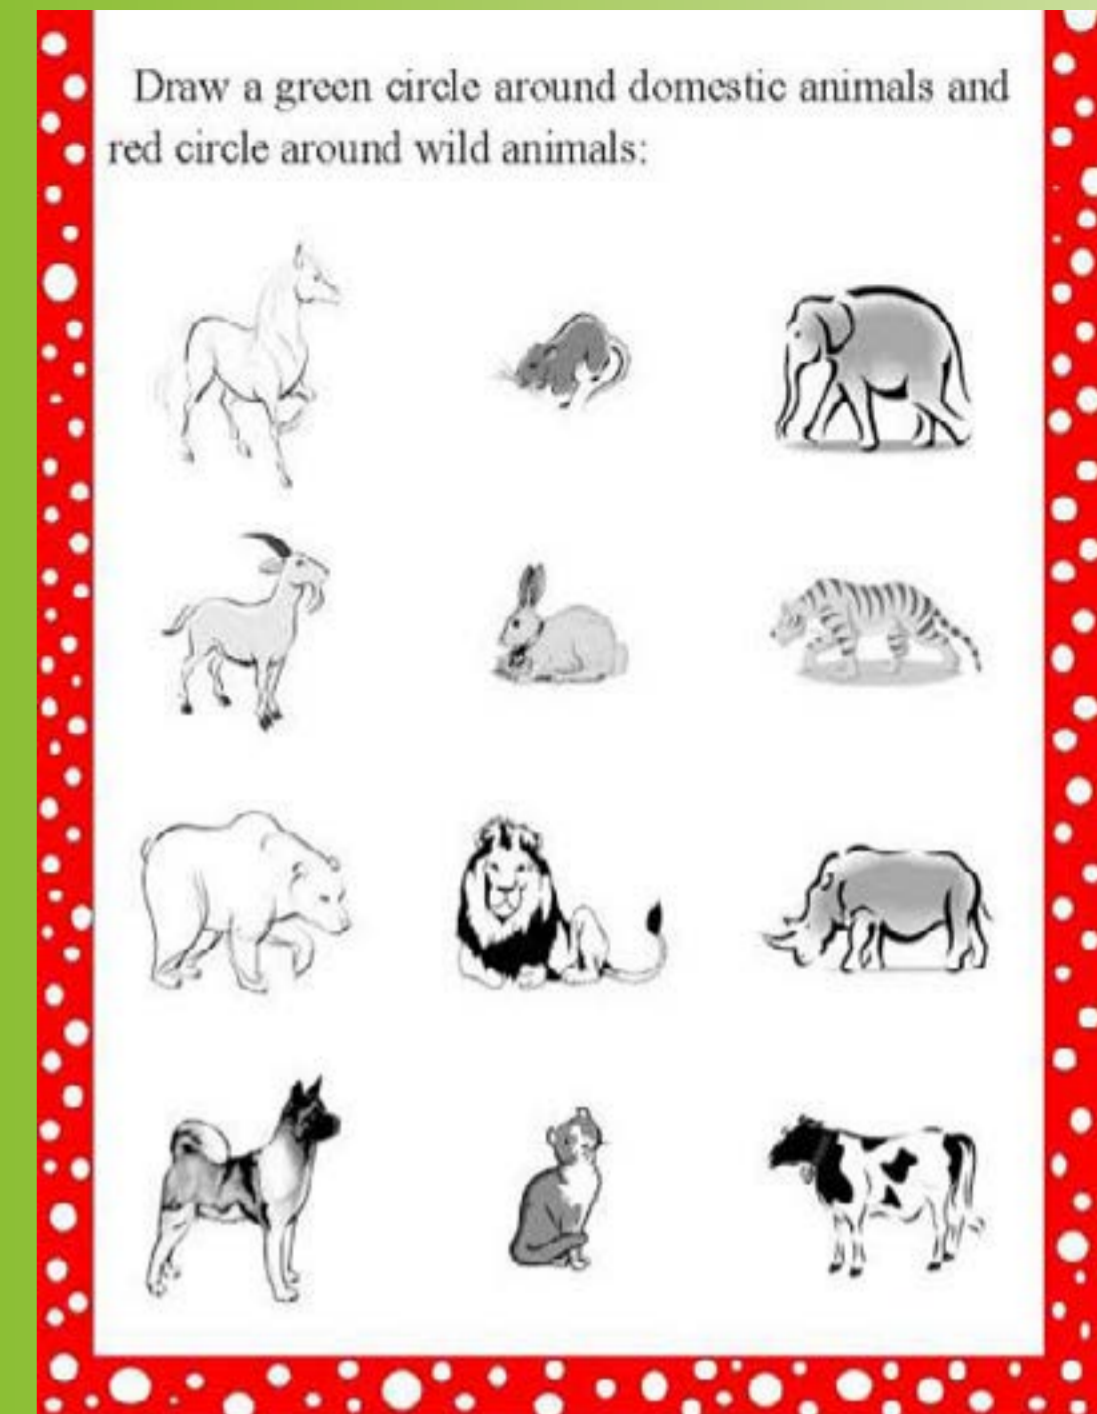 Draw a green circle around domestic animals and
red circle around wild animals: